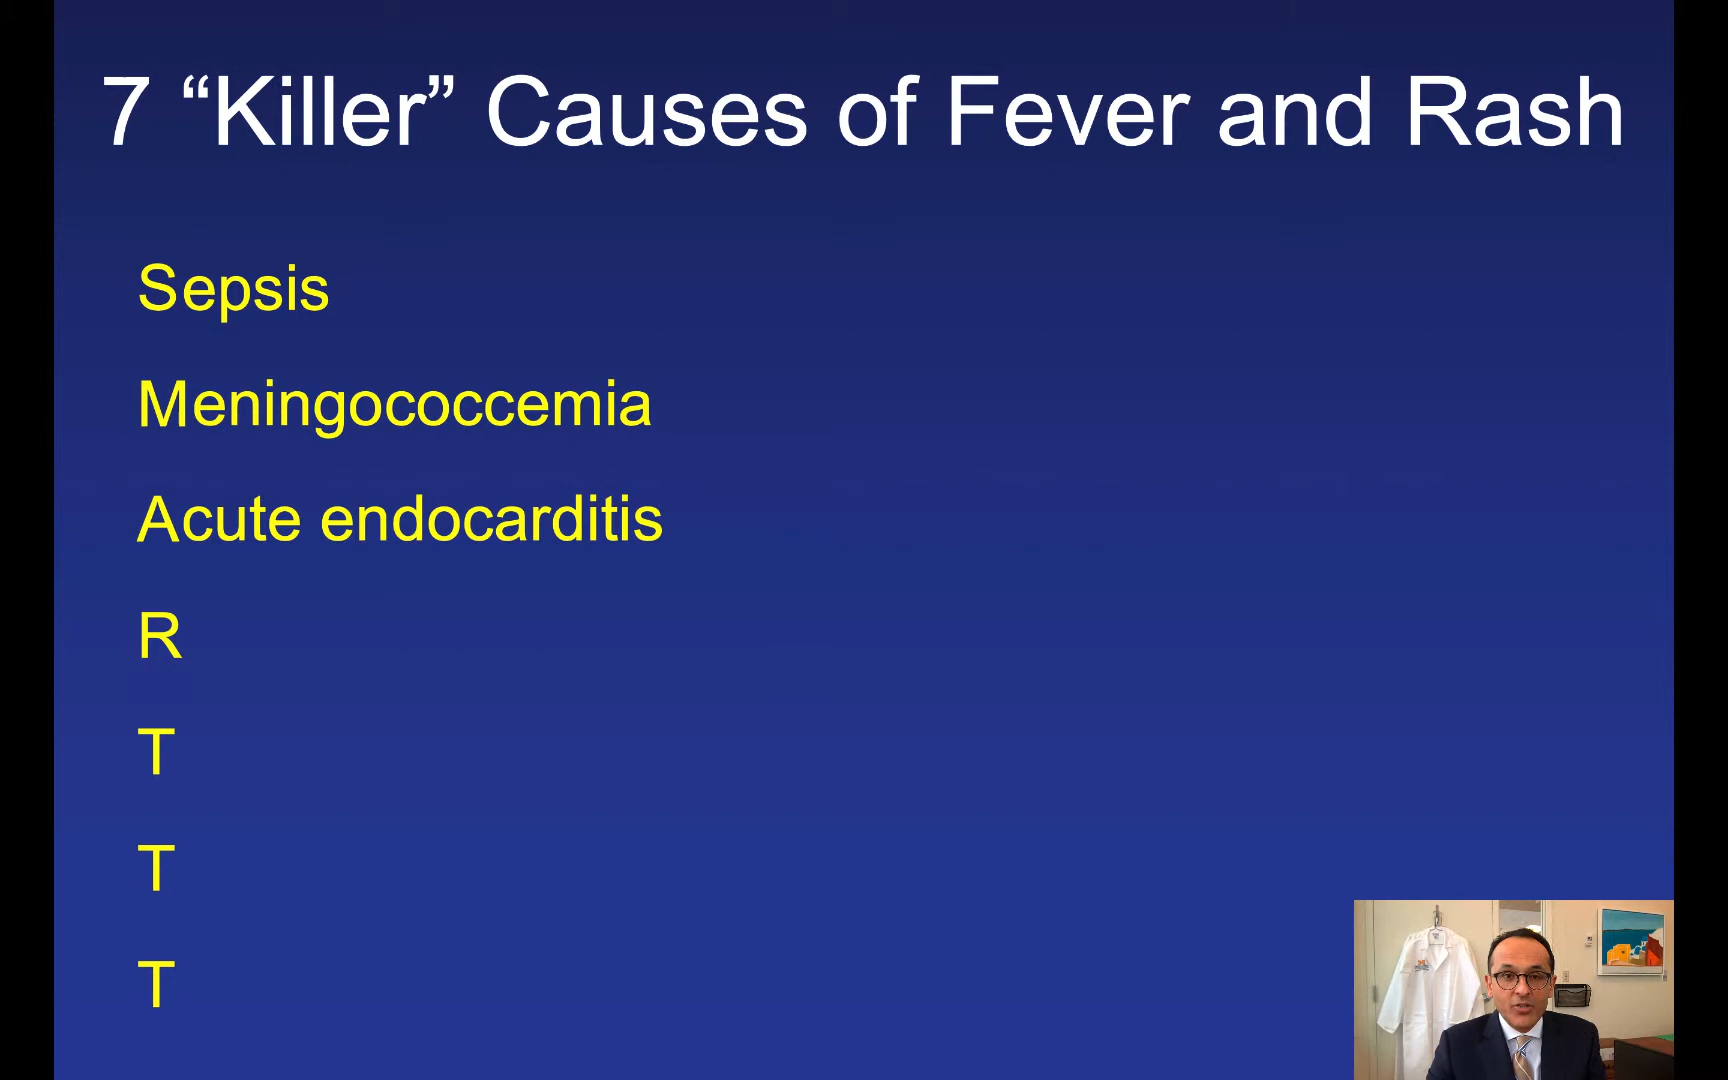 7 “Killer” Causes of Fever and Rash
Sepsis
Meningococcemia
Acute endocarditis
R
T
T
T